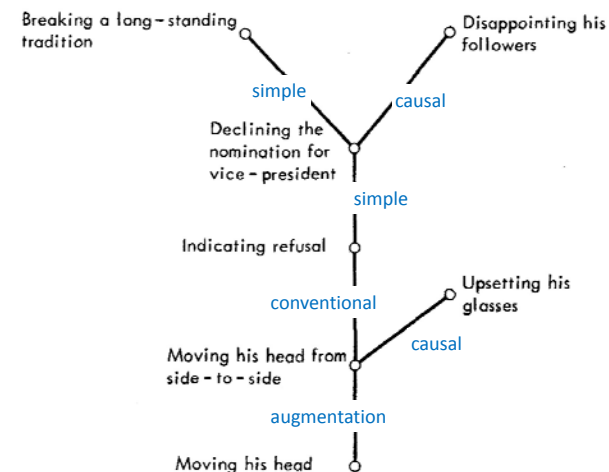 Breaking a long-standing
tradition
Disappointing his
followers
simple
causal
Declining the
nomination for
vice-president
simple
Indicating refusal
Upsetting his
glasses
conventional
causal
Moving his head from
side-to-side
augmentation
Moving his head